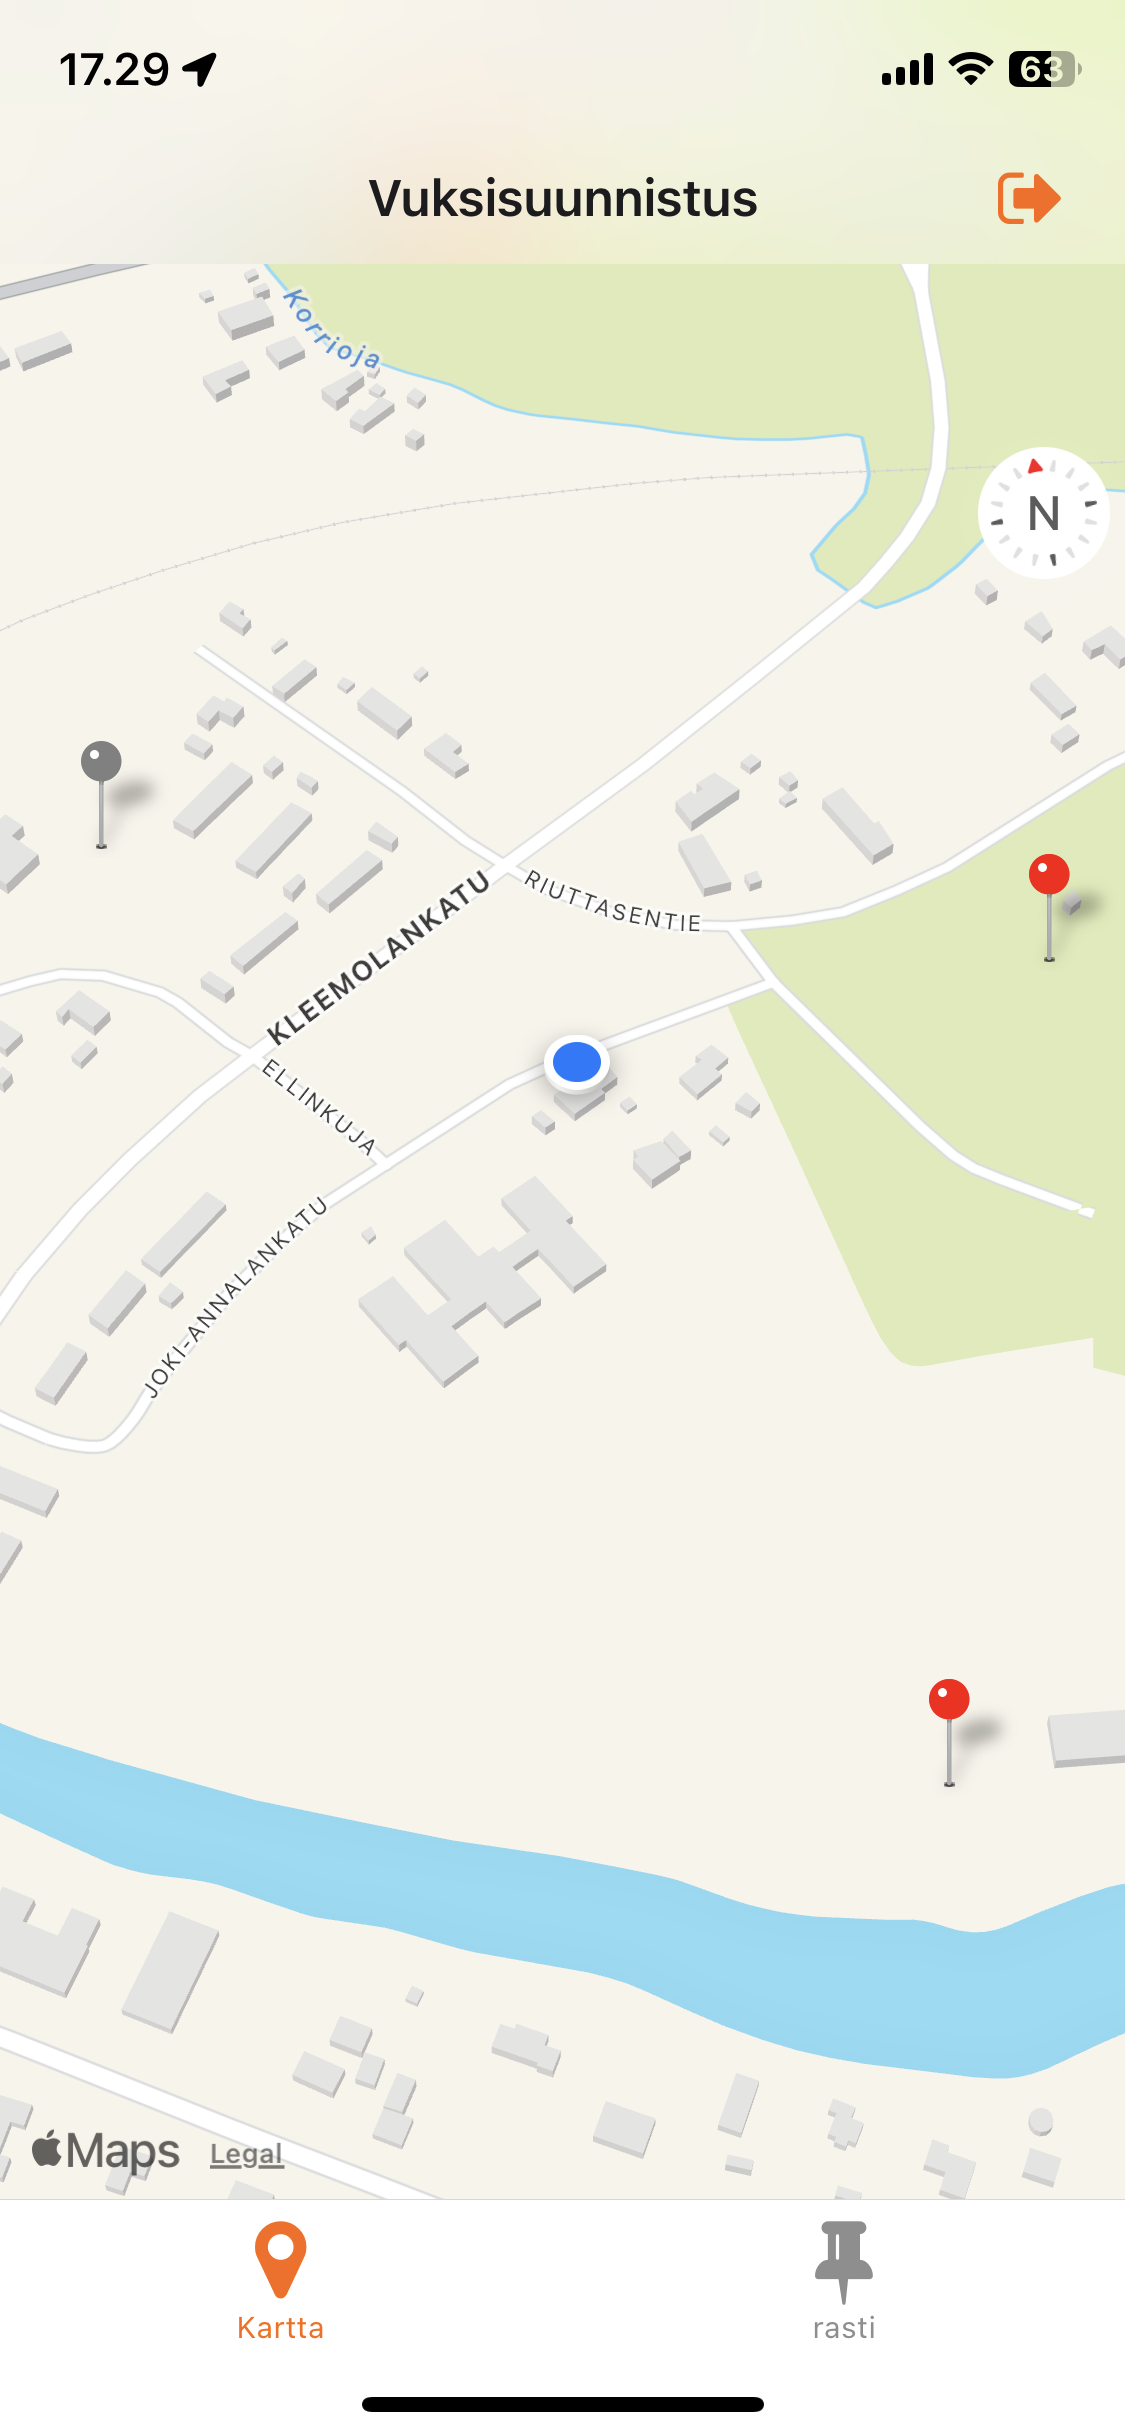 17.29
63
Vuksisuunnistus
Korrioja
N
RIUTTASENTIE
KLEEMOLANKATU
ELLINKUJA
JOKI-ANNALANKATU
Maps Legal
Kartta
rasti